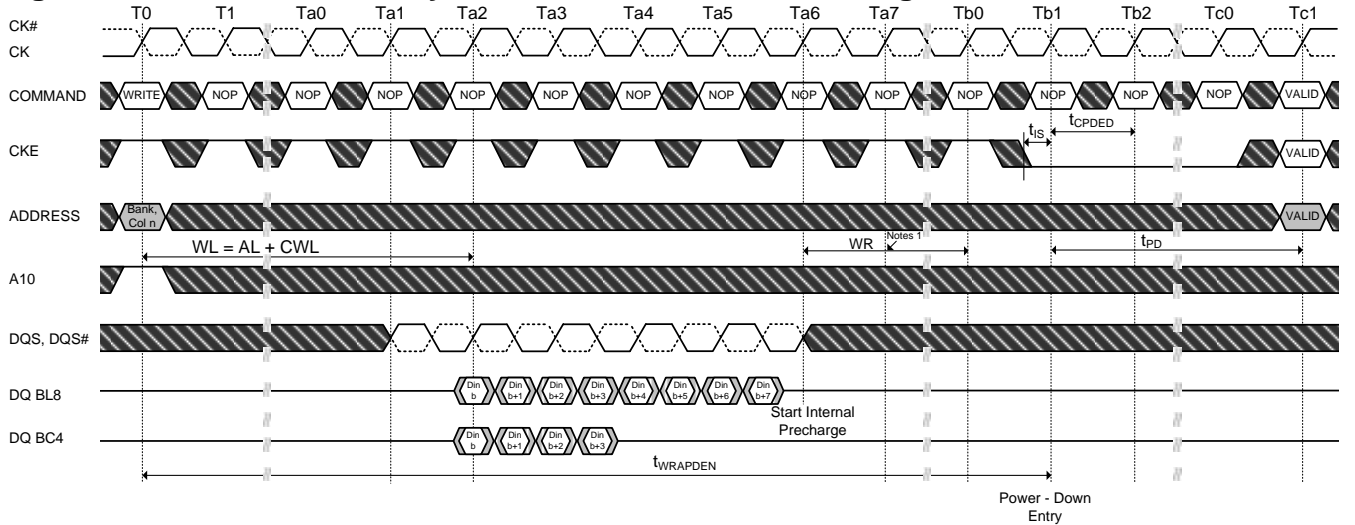 T0 T1 Ta0 Ta1 Ta2 Ta3 Ta4 Ta5 Ta6 Ta7 Tb0 Tb1 Tb2 Tc0 Tc1
CK#
CK
COMMAND WRITE NOP NOP NOP NOP NOP NOP NOP NOP NOP NOP NOP NOP NOP VALID
tIS tCPDED
CKE VALID
ADDRESS Bank, Col n VALID
WL = AL + CWL WR Notes 1 tPD
A10
DQS, DQS#
DQ BL8 Din b Din b+1 Din b+2 Din b+3 Din b+4 Din b+5 Din b+6 Din b+7
Start Internal
Precharge
DQ BC4 Din b Din b+1 Din b+2 Din b+3
tWRAPDEN
Power - Down
Entry